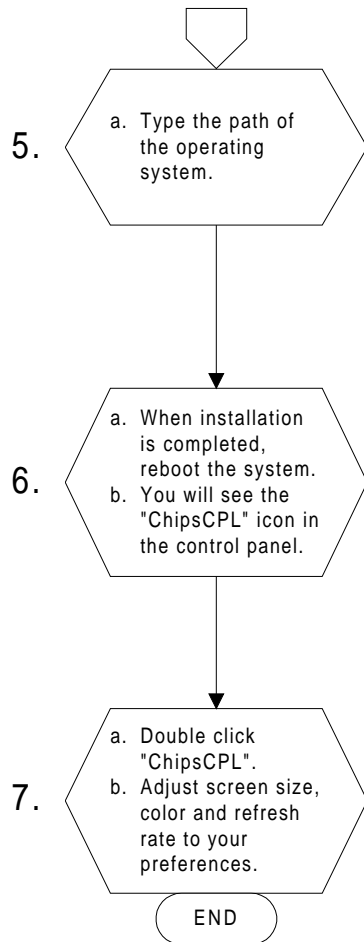 5.
a. Type the path of
the operating
system.
6.
a. When installation
is completed,
reboot the system.
b. You will see the
"ChipsCPL" icon in
the control panel.
7.
a. Double click
"ChipsCPL".
b. Adjust screen size,
color and refresh
rate to your
preferences.
END